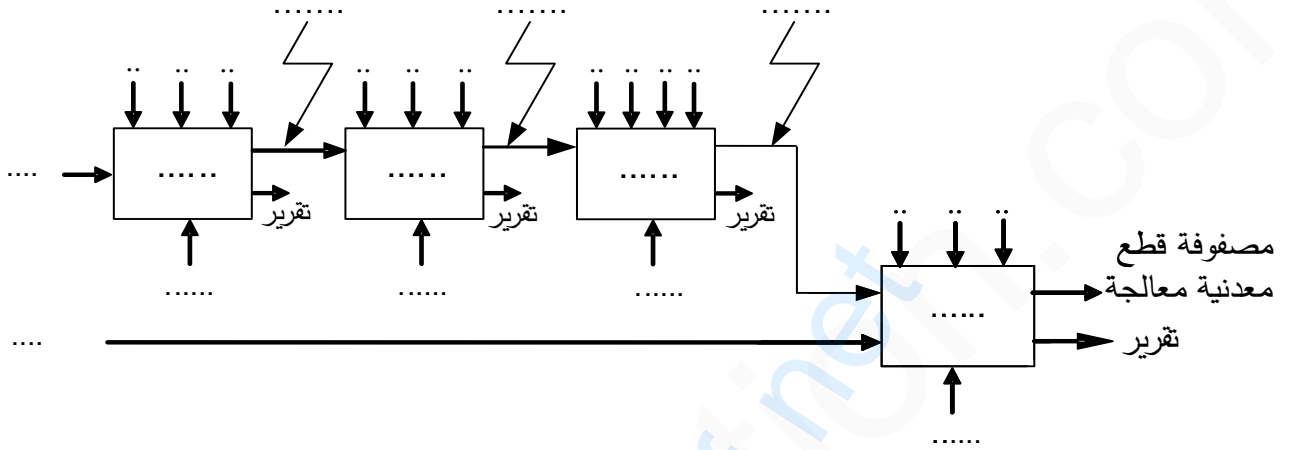 ....... ....... .......
.. .. .. .. .. .. .. .. .. ..
.... ...... ...... ......
تقرير تقرير تقرير
...... ...... ......
.. .. ..
مصفوفة قطع
معدنية معالجة
......
.... تقرير
......